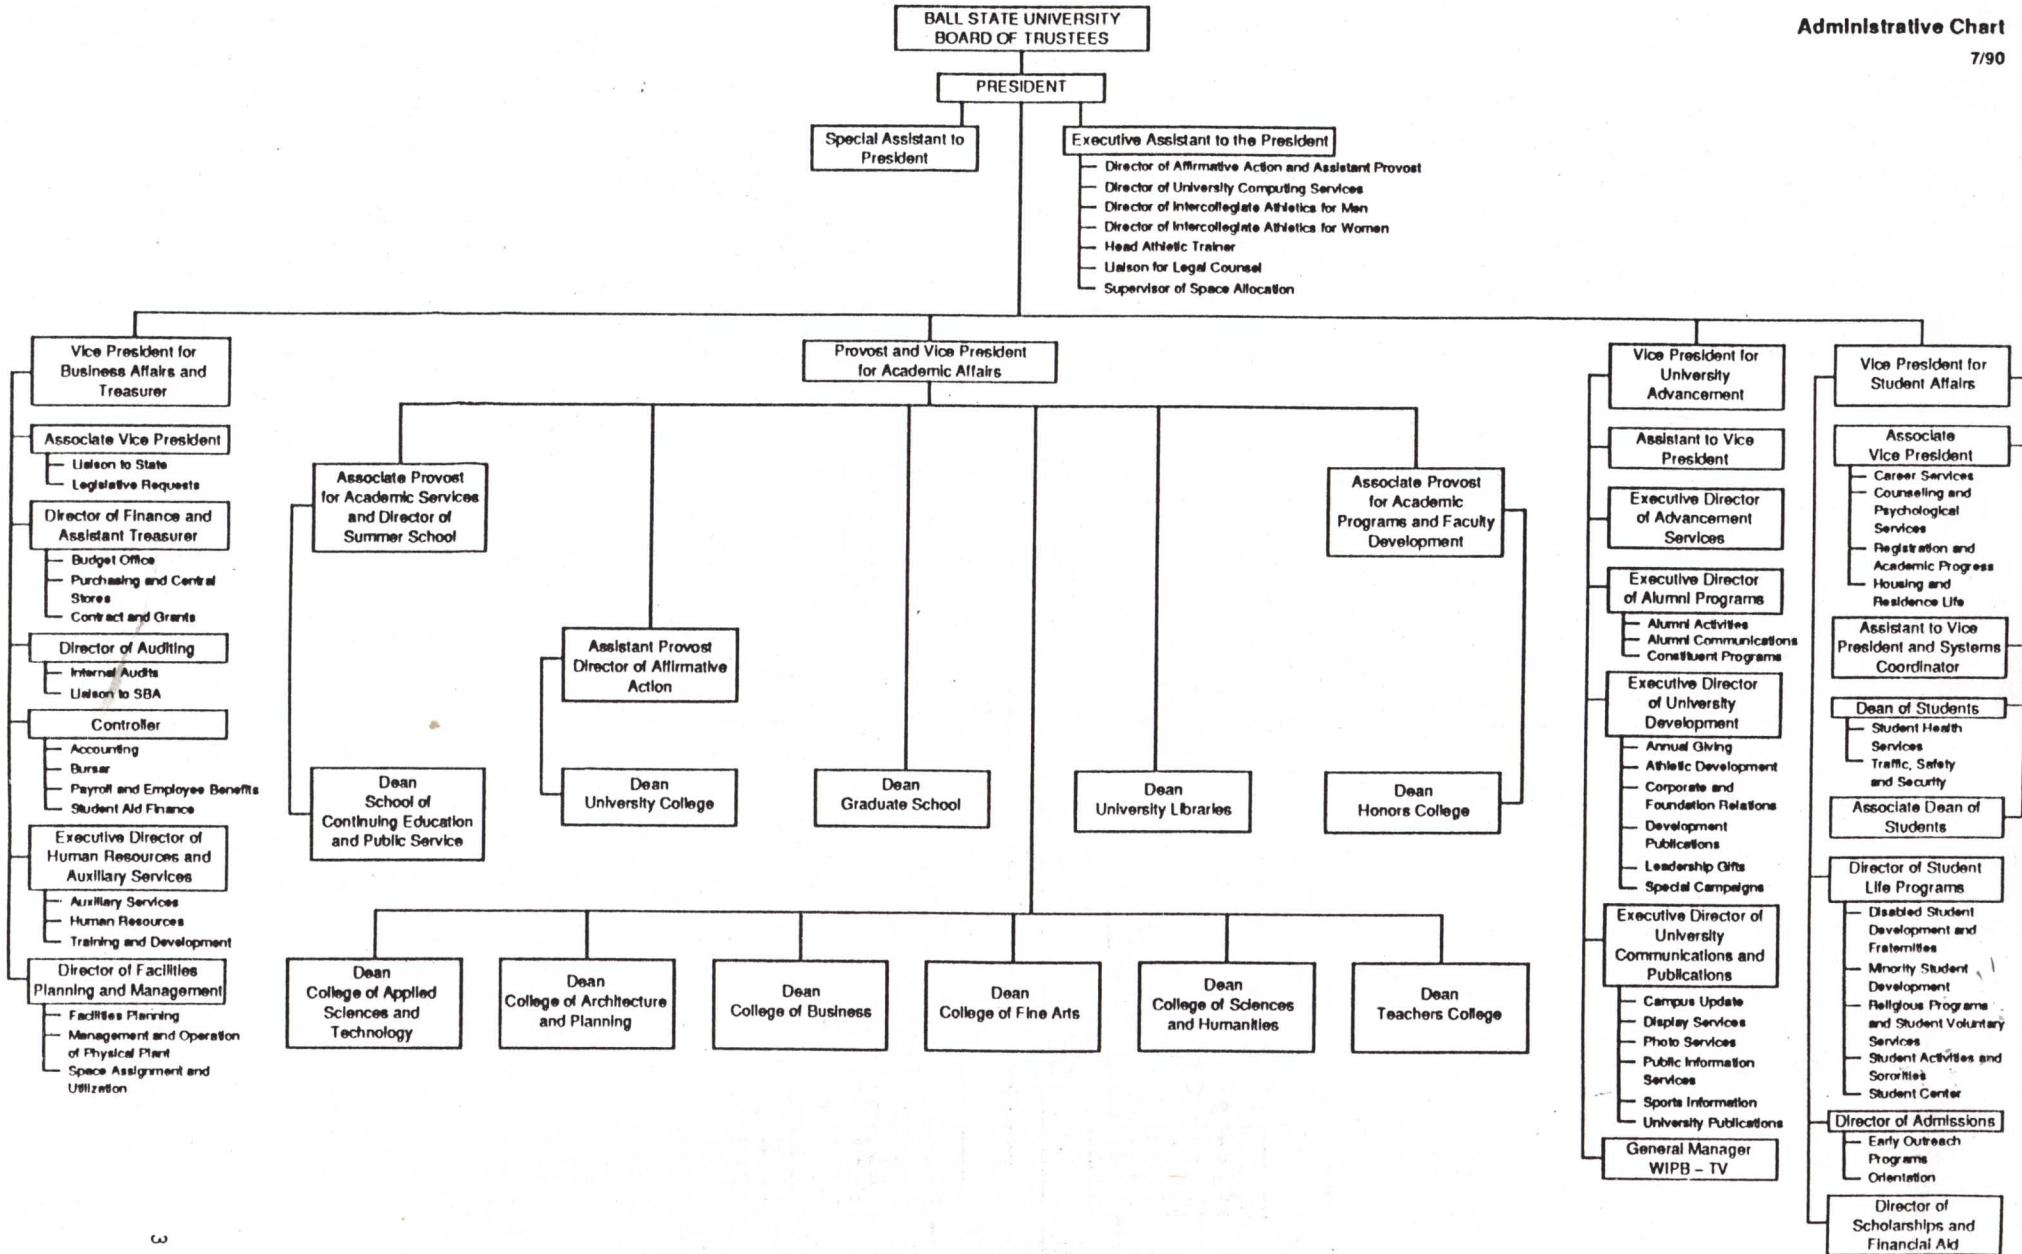 Administrative Chart
7/90
BALL STATE UNIVERSITY
BOARD OF TRUSTEES
PRESIDENT
Special Assistant to
President
Executive Assistant to the President
Director of Affirmative Action and Assistant Provost
Director of University Computing Services
Director of Intercollegiate Athletics for Men
Director of Intercollegiate Athletics for Women
Head Athletic Trainer
Liaison for Legal Counsel
Supervisor of Space Allocation
Vice President for
Business Affairs and
Treasurer
Associate Vice President
Liaison to State
Legislative Requests
Director of Finance and
Assistant Treasurer
Budget Office
Purchasing and Central
Stores
Contract and Grants
Director of Auditing
Internal Audits
Liaison to SBA
Controller
Accounting
Bursar
Payroll and Employee Benefits
Student Aid Finance
Executive Director of
Human Resources and
Auxiliary Services
Auxiliary Services
Human Resources
Training and Development
Director of Facilities
Planning and Management
Facilities Planning
Management and Operation
of Physical Plant
Space Assignment and
Utilization
Provost and Vice President
for Academic Affairs
Associate Provost
for Academic Services
and Director of
Summer School
Assistant Provost
Director of Affirmative
Action
Associate Provost
for Academic
Programs and Faculty
Development
Dean
School of
Continuing Education
and Public Service
Dean
University College
Dean
Graduate School
Dean
University Libraries
Dean
Honors College
Dean
College of Applied
Sciences and
Technology
Dean
College of Architecture
and Planning
Dean
College of Business
Dean
College of Fine Arts
Dean
College of Sciences
and Humanities
Dean
Teachers College
Vice President for
University
Advancement
Assistant to Vice
President
Executive Director
of Advancement
Services
Executive Director
of Alumni Programs
Alumni Activities
Alumni Communications
Constituent Programs
Executive Director
of University
Development
Annual Giving
Athletic Development
Corporate and
Foundation Relations
Development
Publications
Leadership Gifts
Special Campaigns
Executive Director of
University
Communications and
Publications
Campus Update
Display Services
Photo Services
Public Information
Services
Sports Information
University Publications
General Manager
WIPB – TV
Vice President for
Student Affairs
Associate
Vice President
Career Services
Counseling and
Psychological
Services
Registration and
Academic Progress
Housing and
Residence Life
Assistant to Vice
President and Systems
Coordinator
Dean of Students
Student Health
Services
Traffic, Safety
and Security
Associate Dean of
Students
Director of Student
Life Programs
Disabled Student
Development and
Fraternities
Minority Student
Development
Religious Programs
and Student Voluntary
Services
Student Activities and
Sororities
Student Center
Director of Admissions
Early Outreach
Programs
Orientation
Director of
Scholarships and
Financial Aid
3